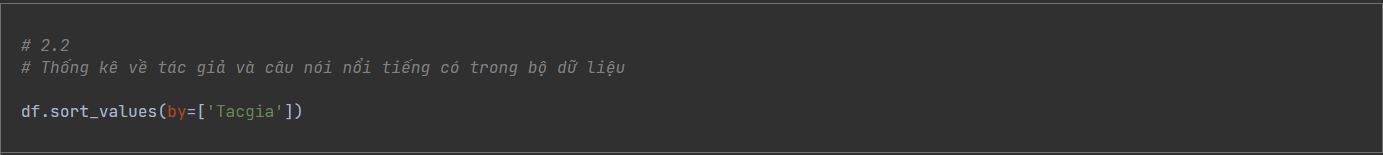 # 2.2
# Thống kê về tác giả và câu nói nổi tiếng có trong bộ dữ liệu
df.sort_values(by=['Tacgia'])